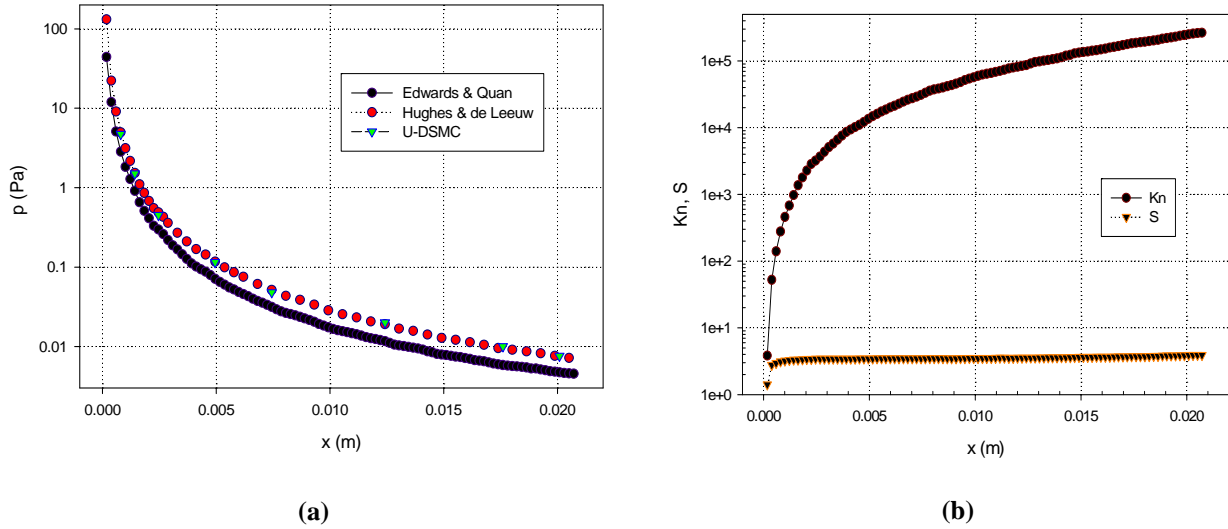 100
10
1
0.1
0.01
p (Pa)
0.000 0.005 0.010 0.015 0.020
x (m)
Edwards & Quan
Hughes & de Leeuw
U-DSMC
(a)
1e+5
1e+4
1e+3
1e+2
1e+1
1e+0
Kn, S
0.000 0.005 0.010 0.015 0.020
x (m)
Kn
S
(b)